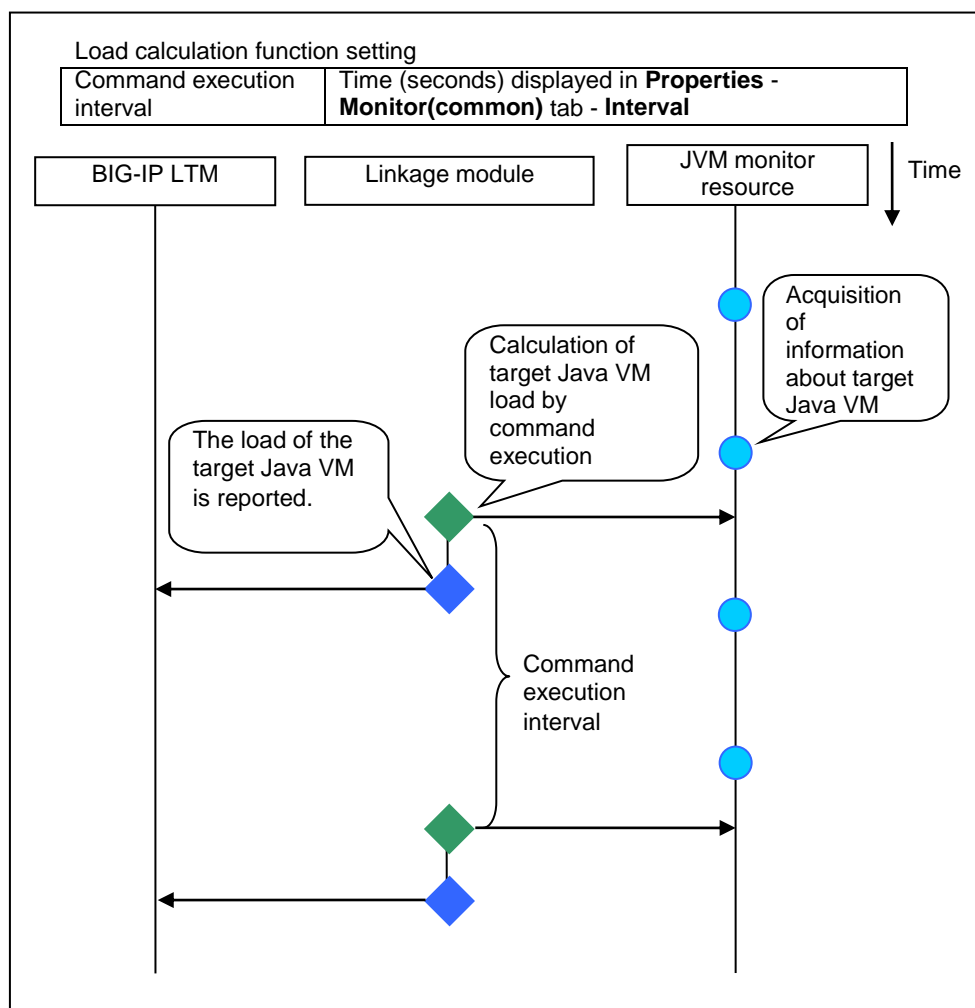 Load calculation function setting
Command execution
interval
Time (seconds) displayed in Properties -
Monitor(common) tab - Interval
BIG-IP LTM
Linkage module
JVM monitor
resource
Time
Acquisition
of
information
about target
Java VM
Calculation of
target Java VM
load by
command
execution
The load of the
target Java VM
is reported.
Command
execution
interval